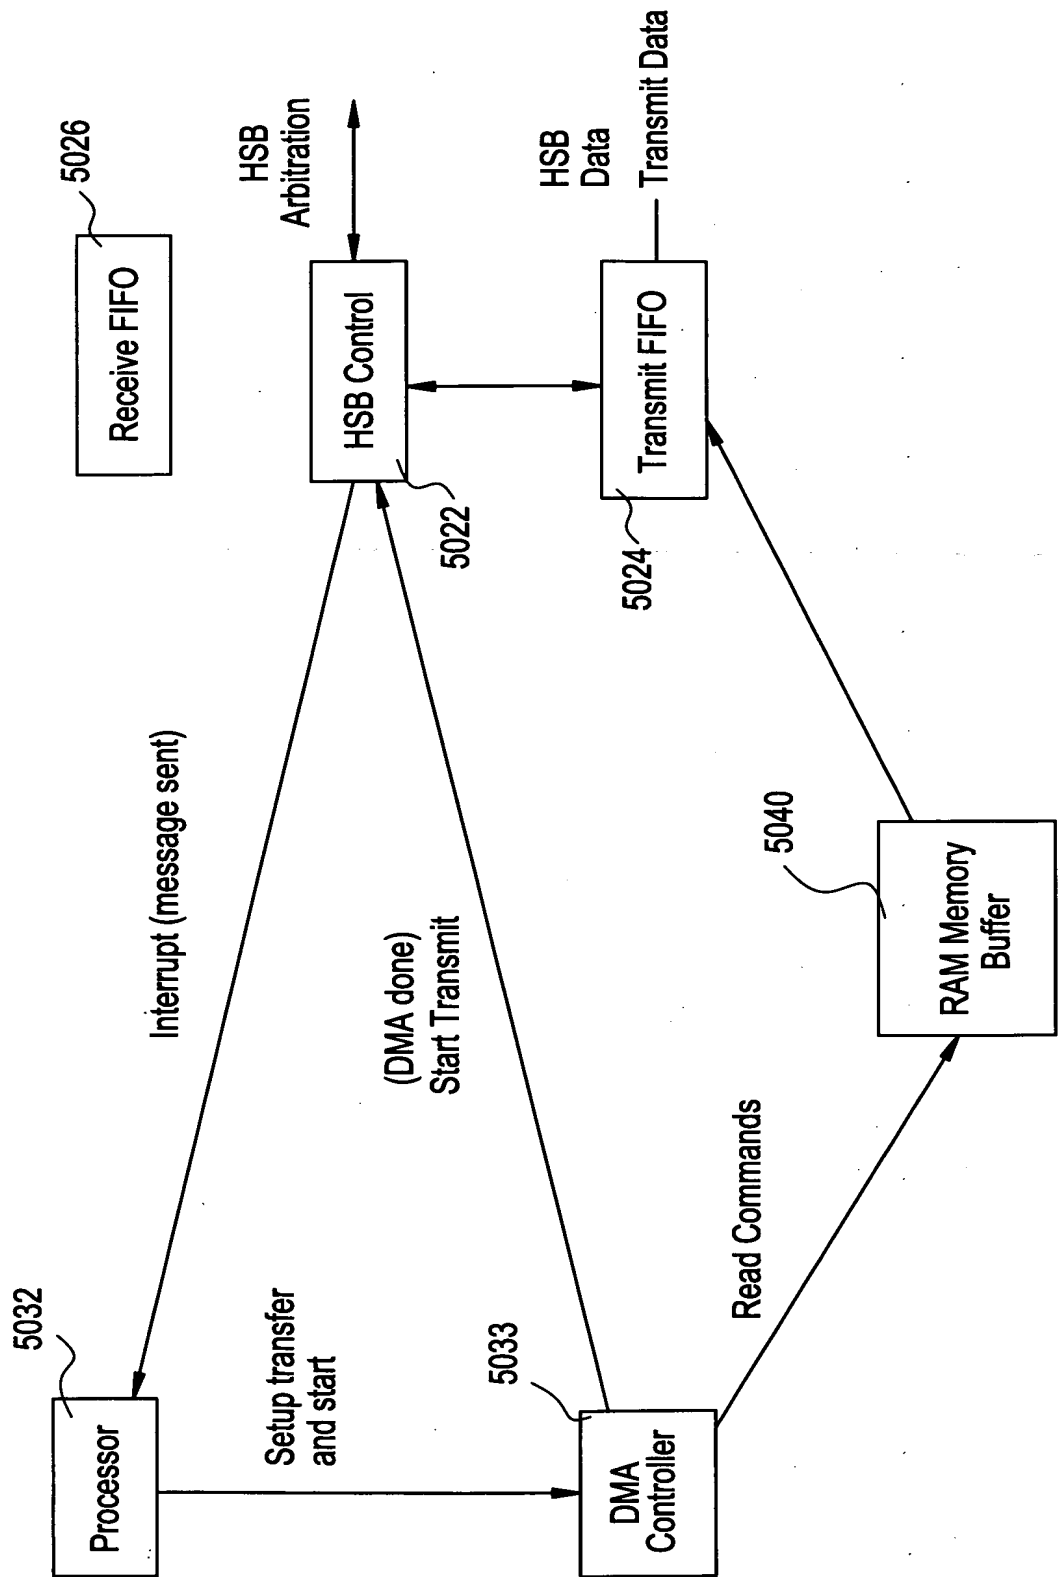 5032
Processor
Interrupt (message sent)
5026
Receive FIFO
Setup transfer
and start
(DMA done)
Start Transmit
HSB
Arbitration
HSB Control
5022
5033
DMA
Controller
HSB
Data
Transmit FIFO
5024
Transmit Data
Read Commands
5040
RAM Memory
Buffer